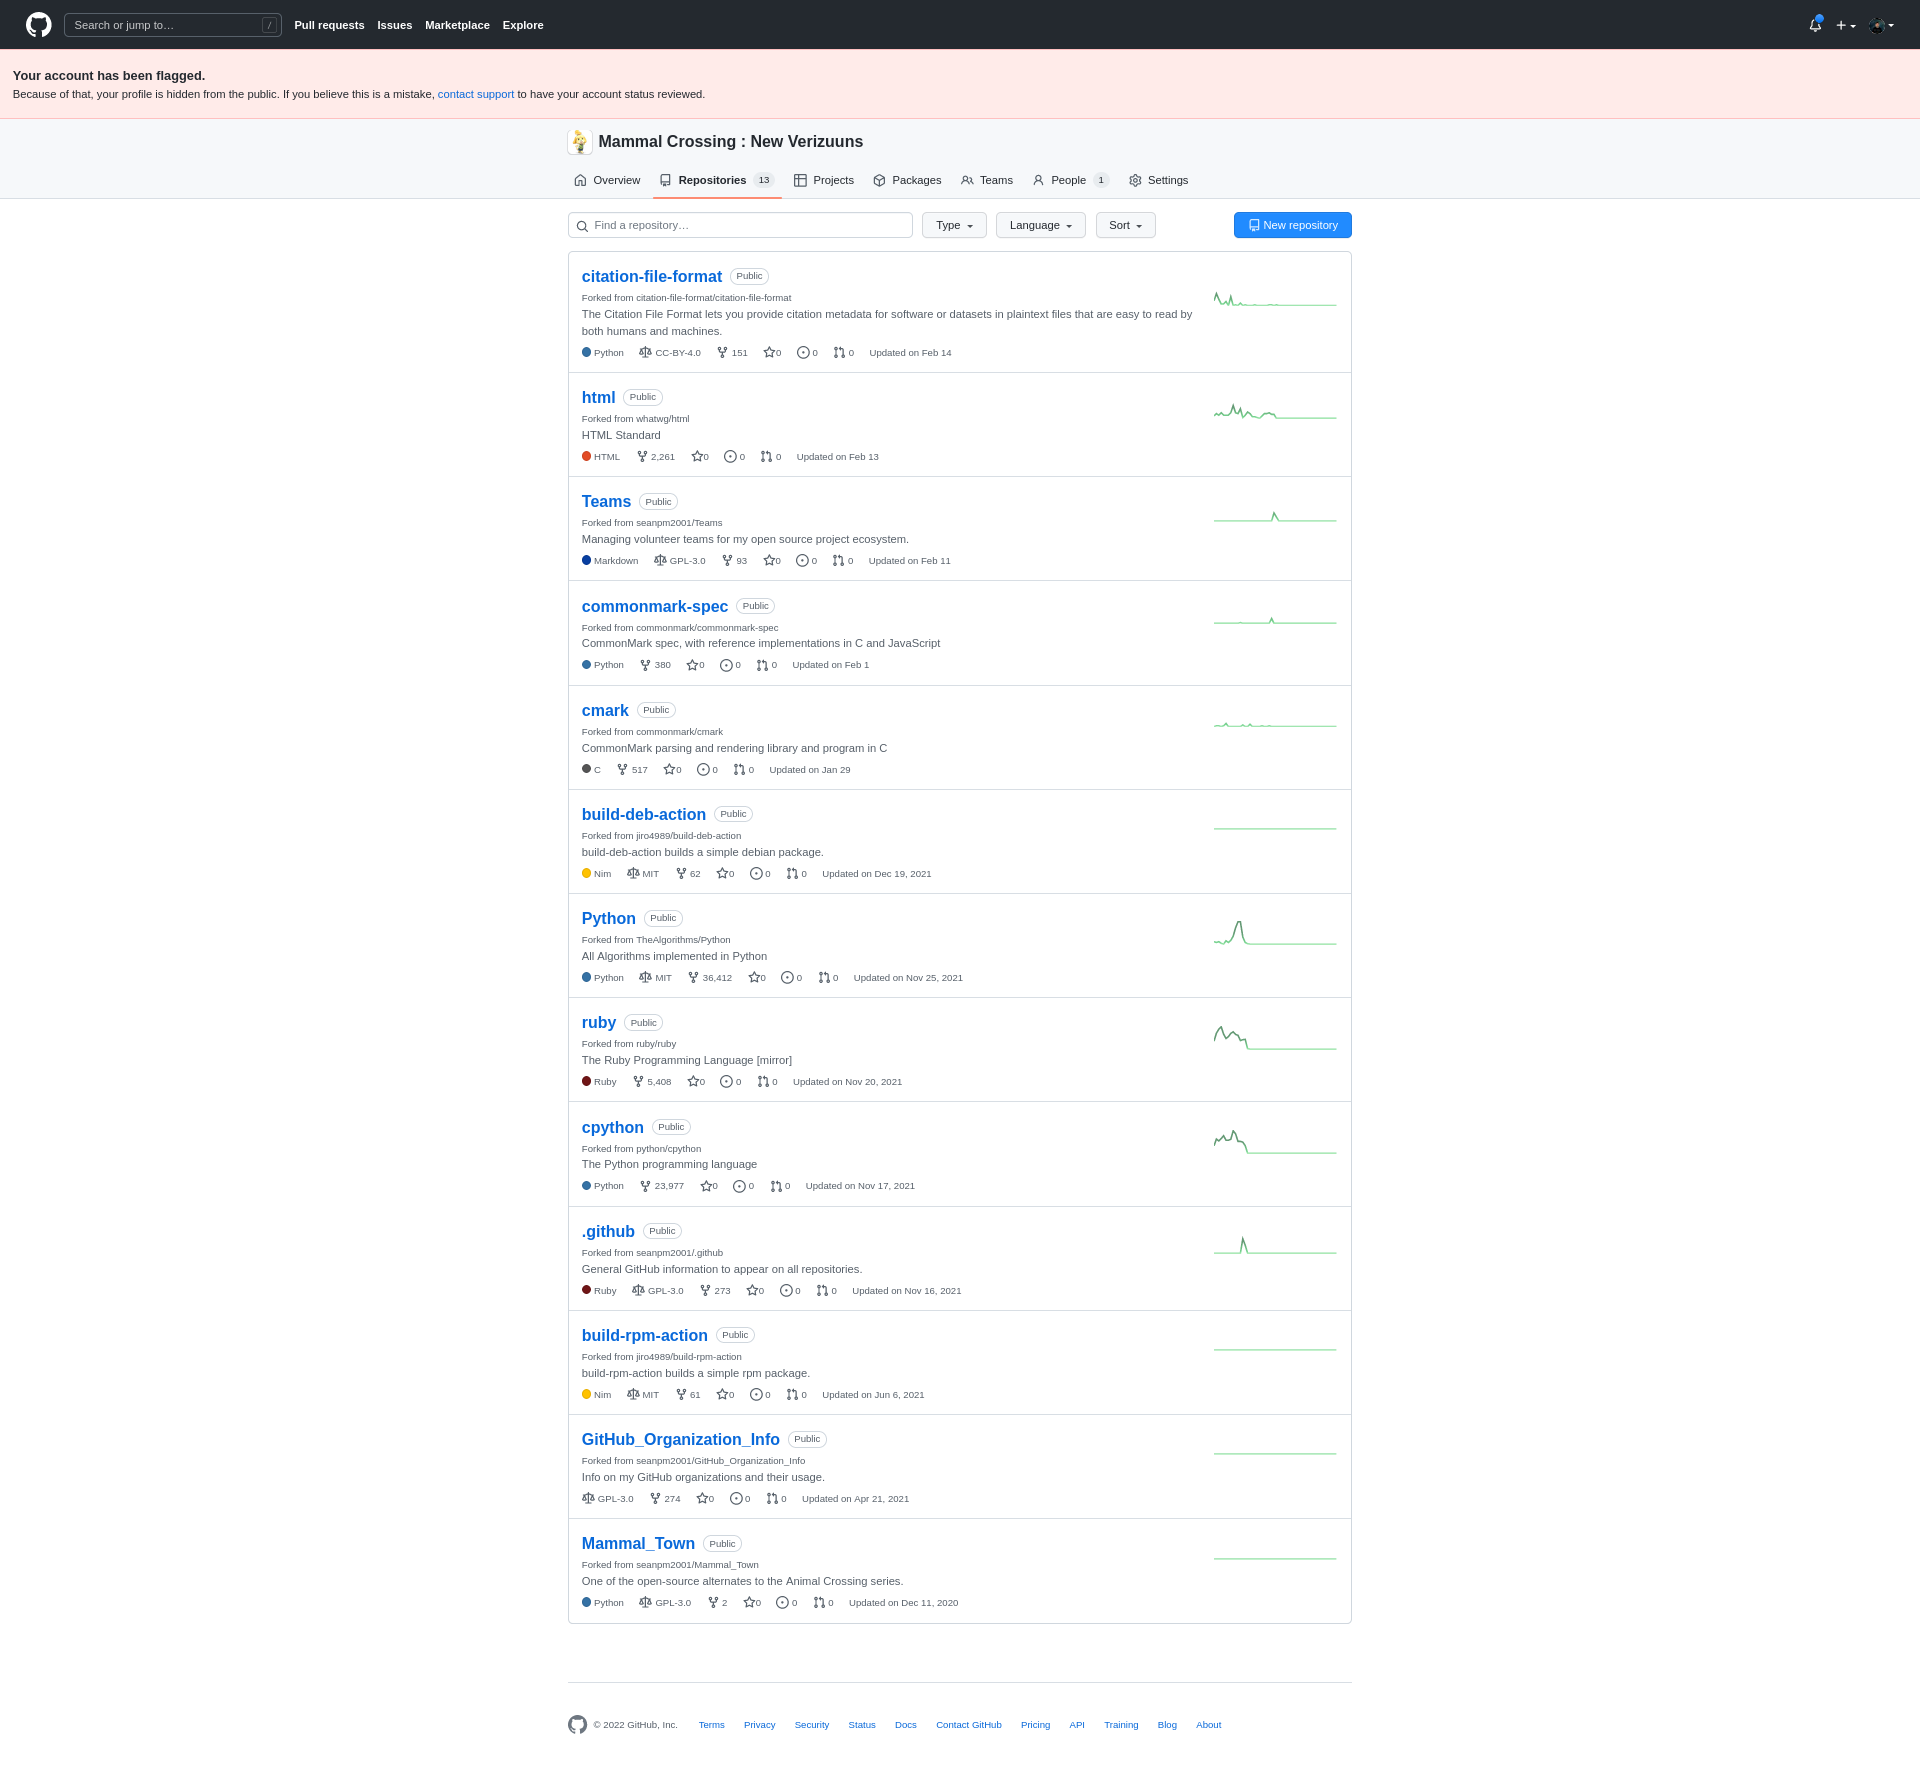 Search or jump to… /
Pull requests Issues Marketplace Explore
Your account has been flagged.
Because of that, your profile is hidden from the public. If you believe this is a mistake, contact support to have your account status reviewed.
Mammal Crossing : New Verizuuns
Overview Repositories 13 Projects Packages Teams People 1 Settings
Find a repository… Type Language Sort New repository
citation-file-format Public
Forked from citation-file-format/citation-file-format
The Citation File Format lets you provide citation metadata for software or datasets in plaintext files that are easy to read by
both humans and machines.
Python CC-BY-4.0 151 0 0 0 Updated on Feb 14
html Public
Forked from whatwg/html
HTML Standard
HTML 2,261 0 0 0 Updated on Feb 13
Teams Public
Forked from seanpm2001/Teams
Managing volunteer teams for my open source project ecosystem.
Markdown GPL-3.0 93 0 0 0 Updated on Feb 11
commonmark-spec Public
Forked from commonmark/commonmark-spec
CommonMark spec, with reference implementations in C and JavaScript
Python 380 0 0 0 Updated on Feb 1
cmark Public
Forked from commonmark/cmark
CommonMark parsing and rendering library and program in C
C 517 0 0 0 Updated on Jan 29
build-deb-action Public
Forked from jiro4989/build-deb-action
build-deb-action builds a simple debian package.
Nim MIT 62 0 0 0 Updated on Dec 19, 2021
Python Public
Forked from TheAlgorithms/Python
All Algorithms implemented in Python
Python MIT 36,412 0 0 0 Updated on Nov 25, 2021
ruby Public
Forked from ruby/ruby
The Ruby Programming Language [mirror]
Ruby 5,408 0 0 0 Updated on Nov 20, 2021
cpython Public
Forked from python/cpython
The Python programming language
Python 23,977 0 0 0 Updated on Nov 17, 2021
.github Public
Forked from seanpm2001/.github
General GitHub information to appear on all repositories.
Ruby GPL-3.0 273 0 0 0 Updated on Nov 16, 2021
build-rpm-action Public
Forked from jiro4989/build-rpm-action
build-rpm-action builds a simple rpm package.
Nim MIT 61 0 0 0 Updated on Jun 6, 2021
GitHub_Organization_Info Public
Forked from seanpm2001/GitHub_Organization_Info
Info on my GitHub organizations and their usage.
GPL-3.0 274 0 0 0 Updated on Apr 21, 2021
Mammal_Town Public
Forked from seanpm2001/Mammal_Town
One of the open-source alternates to the Animal Crossing series.
Python GPL-3.0 2 0 0 0 Updated on Dec 11, 2020
© 2022 GitHub, Inc. Terms Privacy Security Status Docs Contact GitHub Pricing API Training Blog About